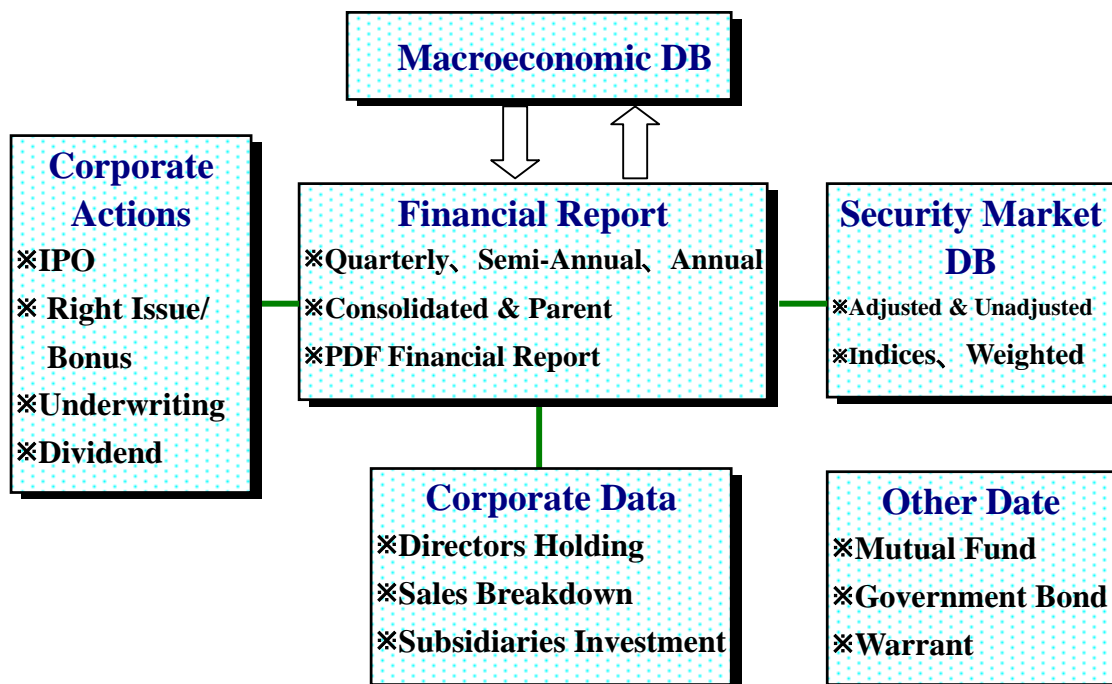 Macroeconomic DB
Corporate
Actions
※IPO
※ Right Issue/
Bonus
※Underwriting
※Dividend
Financial Report
※Quarterly、Semi-Annual、Annual
※Consolidated & Parent
※PDF Financial Report
Security Market
DB
※Adjusted & Unadjusted
※Indices、Weighted
Corporate Data
※Directors Holding
※Sales Breakdown
※Subsidiaries Investment
Other Date
※Mutual Fund
※Government Bond
※Warrant